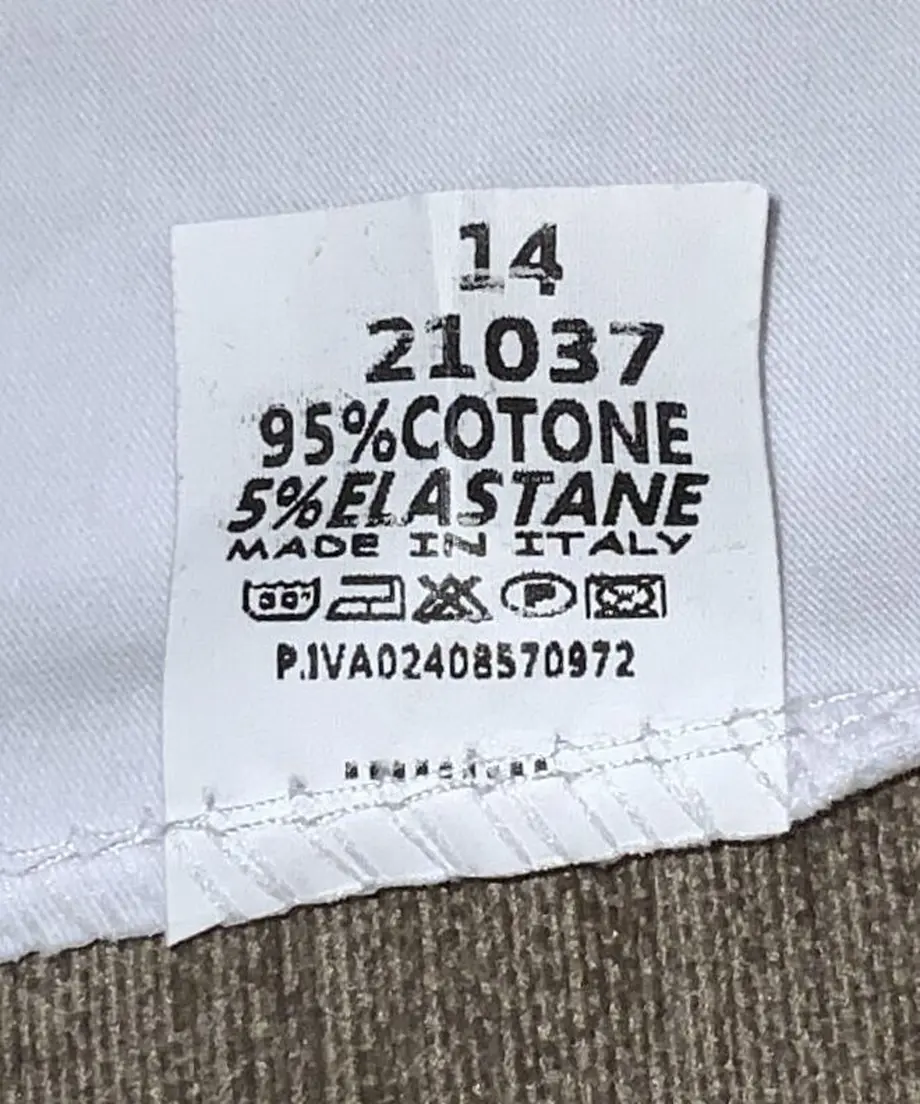 14
21037
95%COTONE
5%ELASTANE
MADE IN ITALY
P
P.IVA02408570972